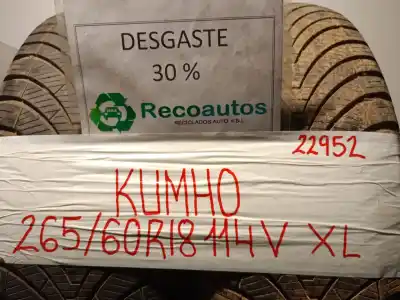 DESGASTE
30 %
Recoautos
RECICLADOS AUTO X S.L.
22952
KUMHO
265/60R18 114V XL